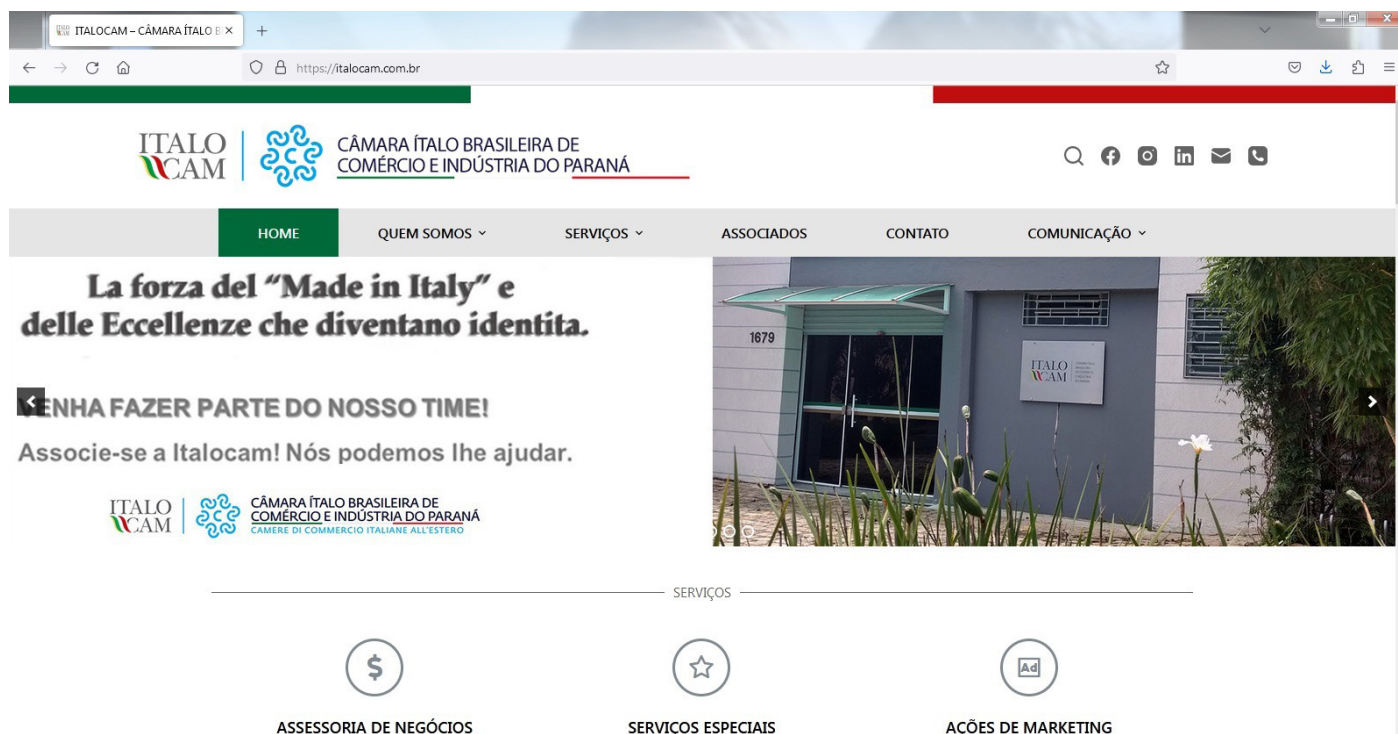 ITALOCAM – CÂMARA ÍTALO B
https://italocam.com.br
ITALO
CAM
CÂMARA ÍTALO BRASILEIRA DE
COMÉRCIO E INDÚSTRIA DO PARANÁ
HOME QUEM SOMOS SERVIÇOS ASSOCIADOS CONTATO COMUNICAÇÃO
La forza del “Made in Italy” e
delle Eccellenze che diventano identita.
VENHA FAZER PARTE DO NOSSO TIME!
Associe-se a Italocam! Nós podemos lhe ajudar.
ITALO
CAM
CÂMARA ÍTALO BRASILEIRA DE
COMÉRCIO E INDÚSTRIA DO PARANÁ
CAMERE DI COMMERCIO ITALIANE ALL'ESTERO
1679
ITALO
CAM
SERVIÇOS
Ad
ASSESSORIA DE NEGÓCIOS SERVIÇOS ESPECIAIS AÇÕES DE MARKETING